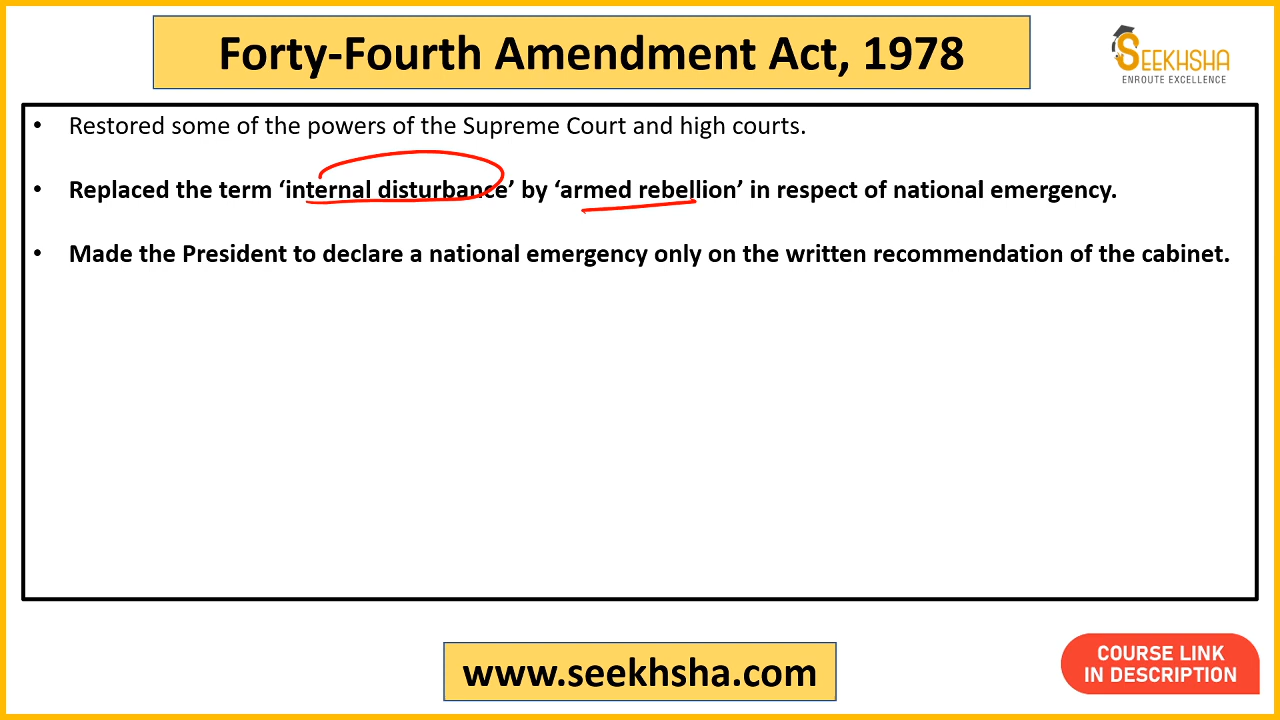 Forty-Fourth Amendment Act, 1978
SEEKHSHA
ENROUTE EXCELLENCE
• Restored some of the powers of the Supreme Court and high courts.
• Replaced the term ‘internal disturbance’ by ‘armed rebellion’ in respect of national emergency.
• Made the President to declare a national emergency only on the written recommendation of the cabinet.
www.seekhsha.com
COURSE LINK
IN DESCRIPTION